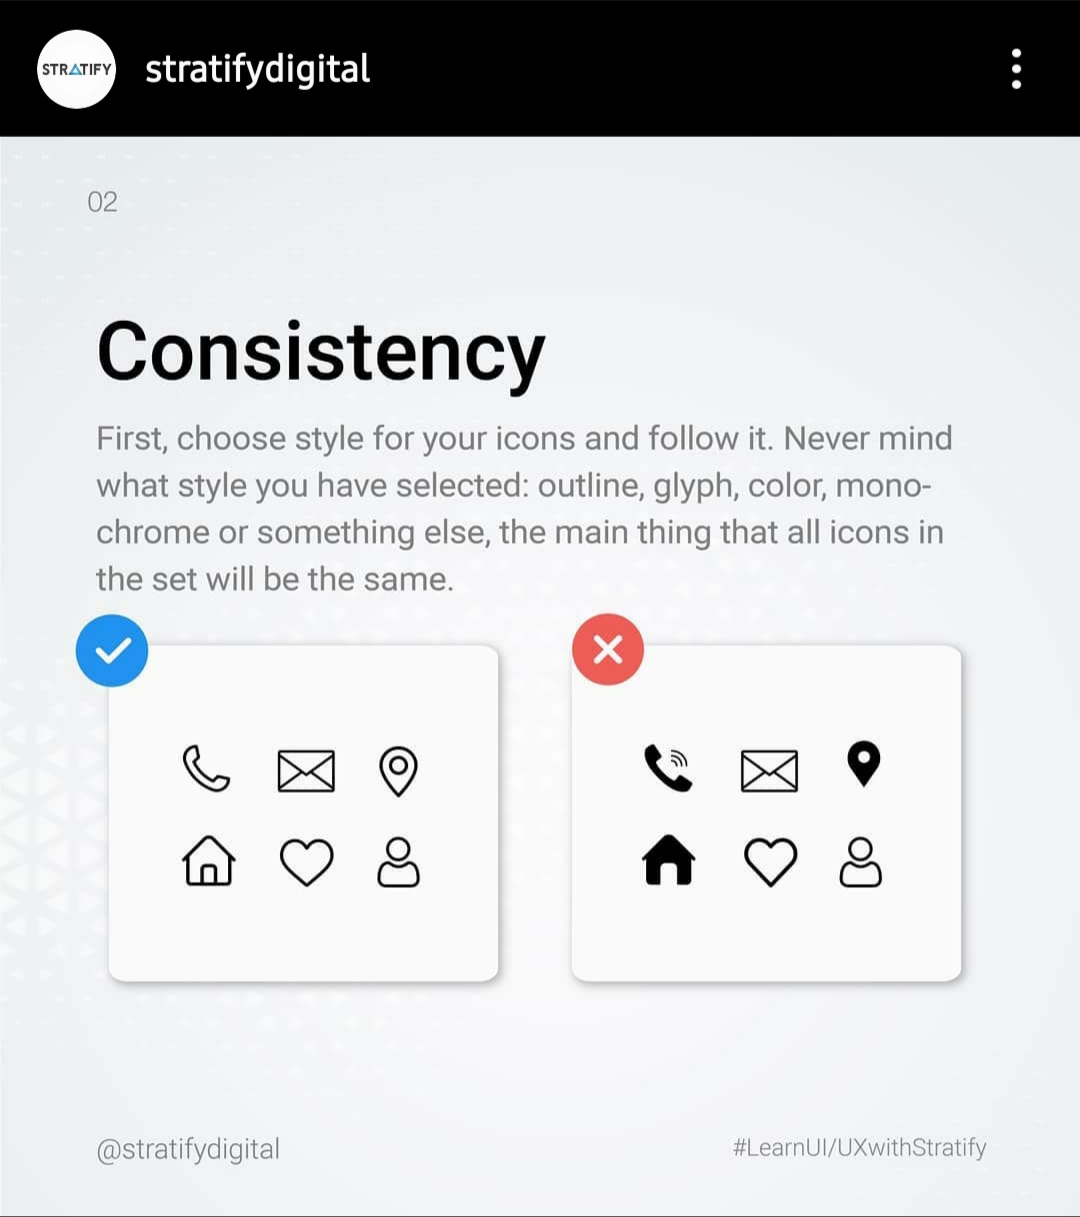 STRATIFY
stratifydigital
02
Consistency
First, choose style for your icons and follow it. Never mind
what style you have selected: outline, glyph, color, mono-
chrome or something else, the main thing that all icons in
the set will be the same.
@stratifydigital
#LearnUI/UXwithStratify